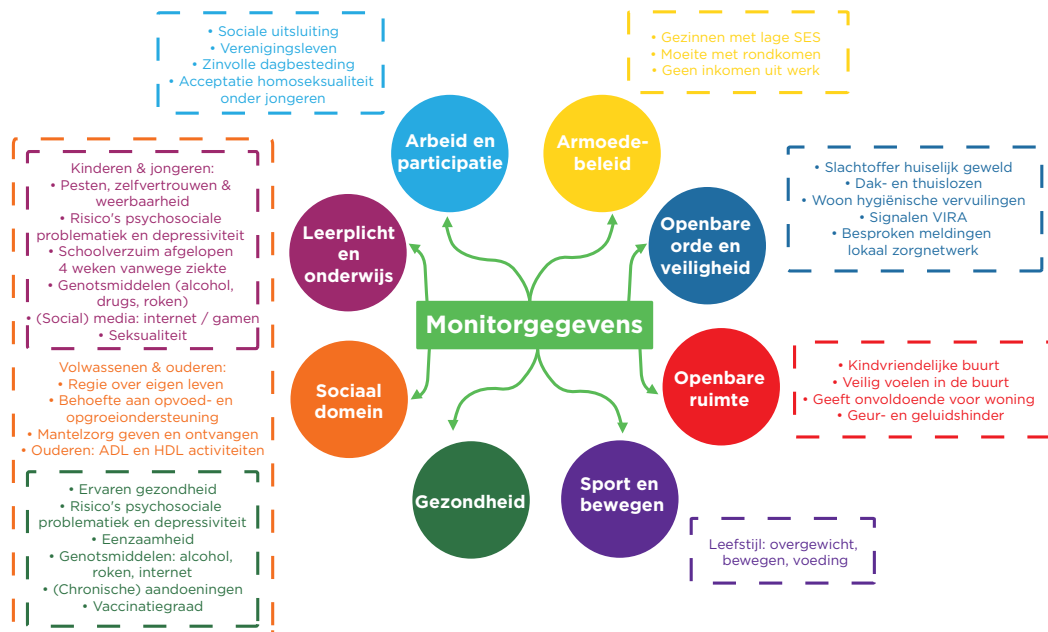 • Sociale uitsluiting
• Verenigingsleven
• Zinvolle dagbesteding
• Acceptatie homoseksualiteit
onder jongeren
• Gezinnen met lage SES
• Moeite met rondkomen
• Geen inkomen uit werk
Arbeid en
participatie
Armoede-
beleid
Kinderen & jongeren:
• Pesten, zelfvertrouwen &
weerbaarheid
• Risico's psychosociale
problematiek en depressiviteit
• Schoolverzuim afgelopen
4 weken vanwege ziekte
• Genotsmiddelen (alcohol,
drugs, roken)
• (Social) media: internet / gamen
• Seksualiteit
Leerplicht
en
onderwijs
Openbare
orde en
veiligheid
• Slachtoffer huiselijk geweld
• Dak- en thuislozen
• Woon hygiënische vervuilingen
• Signalen VIRA
• Besproken meldingen
lokaal zorgnetwerk
Monitorgegevens
Volwassenen & ouderen:
• Regie over eigen leven
• Behoefte aan opvoed- en
opgroeiondersteuning
• Mantelzorg geven en ontvangen
• Ouderen: ADL en HDL activiteiten
Sociaal
domein
Openbare
ruimte
• Kindvriendelijke buurt
• Veilig voelen in de buurt
• Geeft onvoldoende voor woning
• Geur- en geluidshinder
• Ervaren gezondheid
• Risico's psychosociale
problematiek en depressiviteit
• Eenzaamheid
• Genotsmiddelen: alcohol,
roken, internet
• (Chronische) aandoeningen
• Vaccinatiegraad
Gezondheid
Sport en
bewegen
Leefstijl: overgewicht,
bewegen, voeding